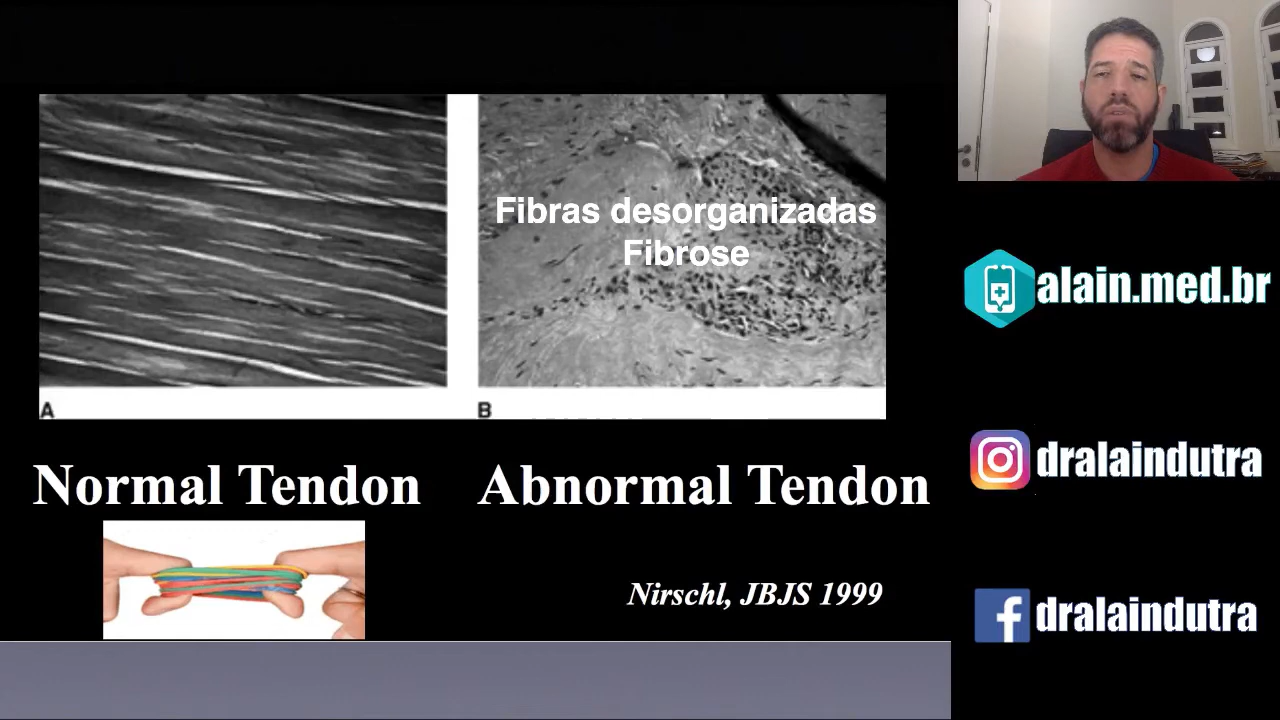 Fibras desorganizadas
Fibrose
A
B
Normal Tendon
Abnormal Tendon
Nirschl, JBJS 1999
alain.med.br
dralaindutra
dralaindutra